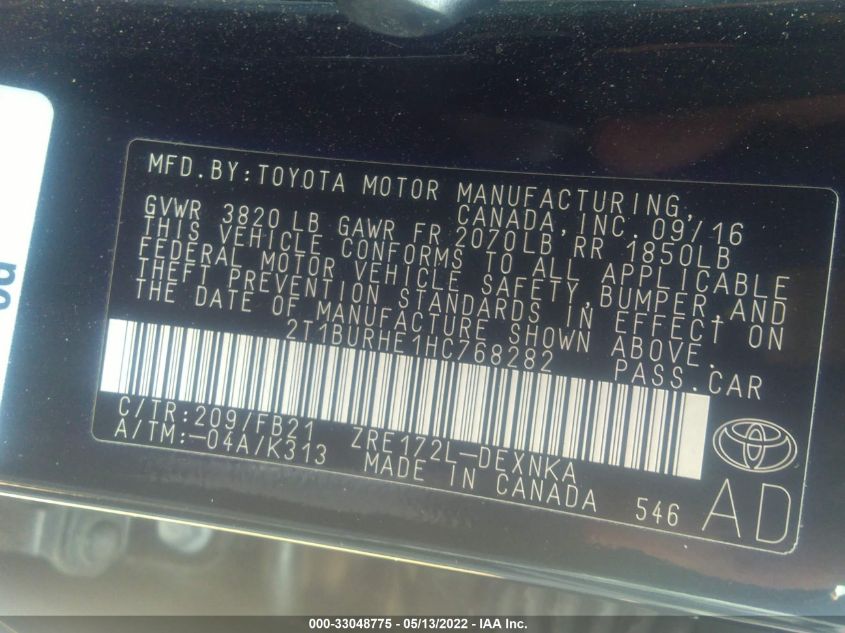 MFD.BY:TOYOTA MOTOR MANUFACTURING,
CANADA,INC. 09/16
GVWR 3820 LB GAWR FR 2070LB RR 1850LB
THIS VEHICLE CONFORMS TO ALL APPLICABLE
FEDERAL MOTOR VEHICLE SAFETY,BUMPER,AND
THEFT PREVENTION STANDARDS IN EFFECT ON
THE DATE OF MANUFACTURE SHOWN ABOVE.
2T1BURHE1HC768282 PASS.CAR
C/TR:209/FB21 ZRE172L-DEXNKA
A/TM:-04A/K313 MADE IN CANADA 546 AD
000-33048775 - 05/13/2022 - IAA Inc.